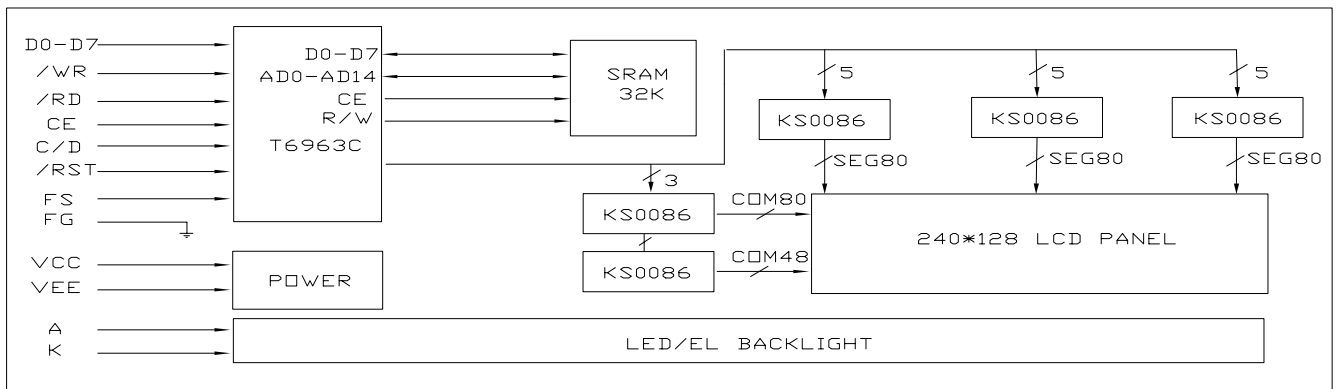 D0-D7
/WR
/RD
CE
C/D
/RST
FS
FG
VCC
VEE
A
K
D0-D7
AD0-AD14
CE
R/W
T6963C
SRAM
32K
5
5
5
KS0086
KS0086
KS0086
SEG80
SEG80
SEG80
3
KS0086
COM80
KS0086
COM48
240*128 LCD PANEL
POWER
LED/EL BACKLIGHT